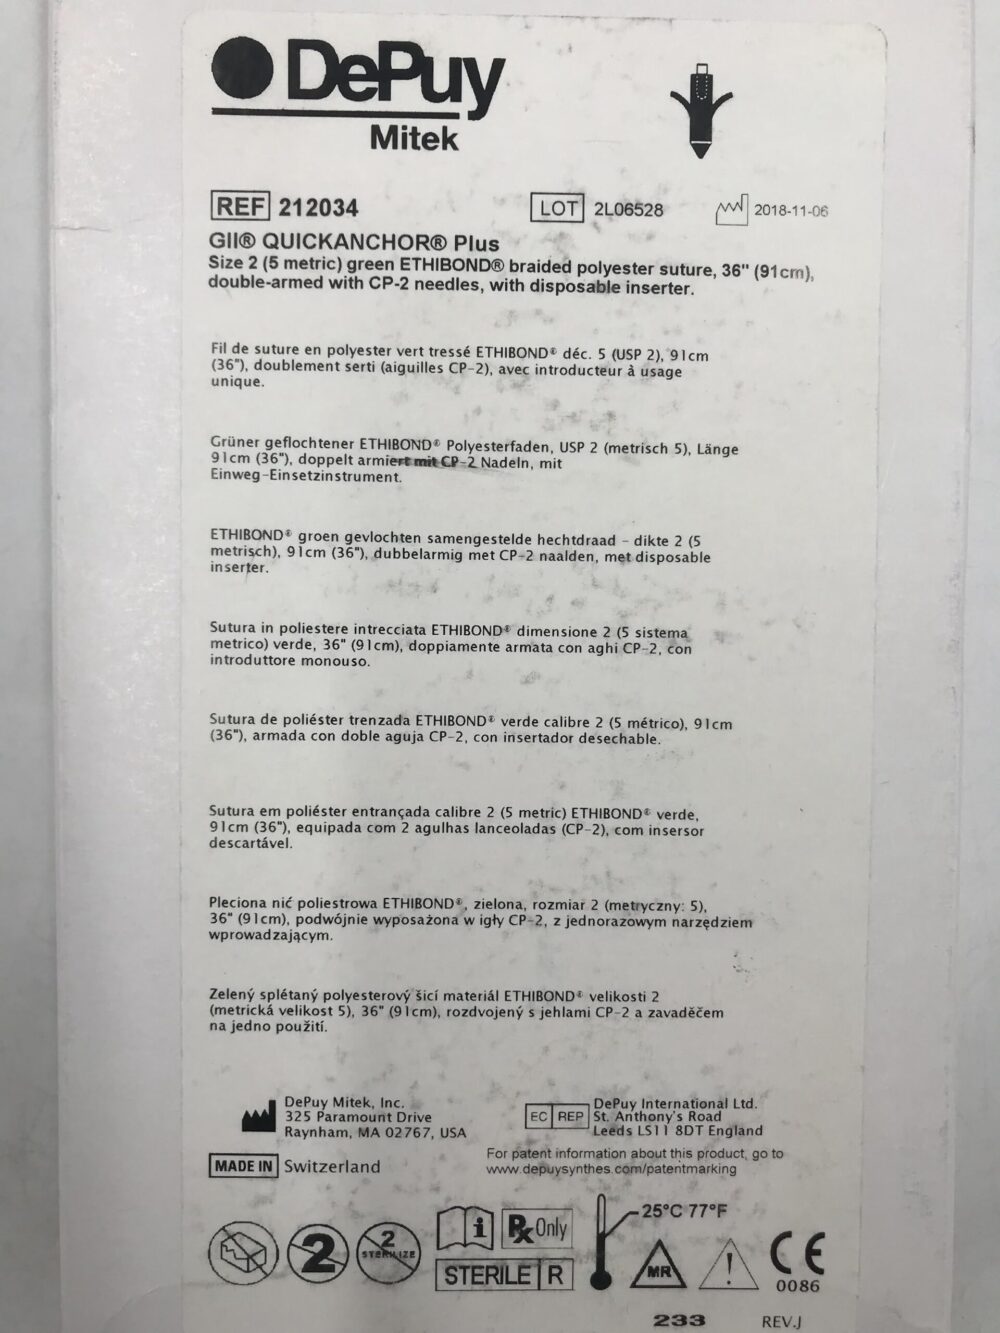 DePuy
Mitek
REF 212034
LOT 2L06528
2018-11-06
GII® QUICKANCHOR® Plus
Size 2 (5 metric) green ETHIBOND® braided polyester suture, 36" (91cm),
double-armed with CP-2 needles, with disposable inserter.
Fil de suture en polyester vert tressé ETHIBOND® déc. 5 (USP 2), 91cm
(36"), doublement serti (aiguilles CP-2), avec introducteur à usage
unique.
Grüner geflochtener ETHIBOND® Polyesterfaden, USP 2 (metrisch 5), Länge
91cm (36"), doppelt armiert mit CP-2 Nadeln, mit
Einweg-Einsetzinstrument.
ETHIBOND® groen gevlochten samengestelde hechtdraad - dikte 2 (5
metrisch), 91cm (36"), dubbelarmig met CP-2 naalden, met disposable
inserter.
Sutura in poliestere intrecciata ETHIBOND® dimensione 2 (5 sistema
metrico) verde, 36" (91cm), doppiamente armata con aghi CP-2, con
introduttore monouso.
Sutura de poliéster trenzada ETHIBOND® verde calibre 2 (5 métrico), 91cm
(36"), armada con doble aguja CP-2, con insertador desechable.
Sutura em poliéster entrançada calibre 2 (5 metric) ETHIBOND® verde,
91cm (36"), equipada com 2 agulhas lanceoladas (CP-2), com insersor
descartável.
Pleciona nić poliestrowa ETHIBOND®, zielona, rozmiar 2 (metryczny: 5),
36" (91cm), podwójnie wyposażona w igły CP-2, z jednorazowym narzędziem
wprowadzającym.
Zelený splétaný polyesterový šicí materiál ETHIBOND® velikosti 2
(metrická velikost 5), 36" (91cm), rozdvojený s jehlami CP-2 a zavaděčem
na jedno použití.
DePuy Mitek, Inc.
325 Paramount Drive
Raynham, MA 02767, USA
EC REP
DePuy International Ltd.
St. Anthony's Road
Leeds LS11 8DT England
MADE IN Switzerland
For patent information about this product, go to
www.depuysynthes.com/patentmarking
2
2
STERILIZE
i
Rx Only
STERILE R
25°C 77°F
MR
!
CE
0086
233
REV.J